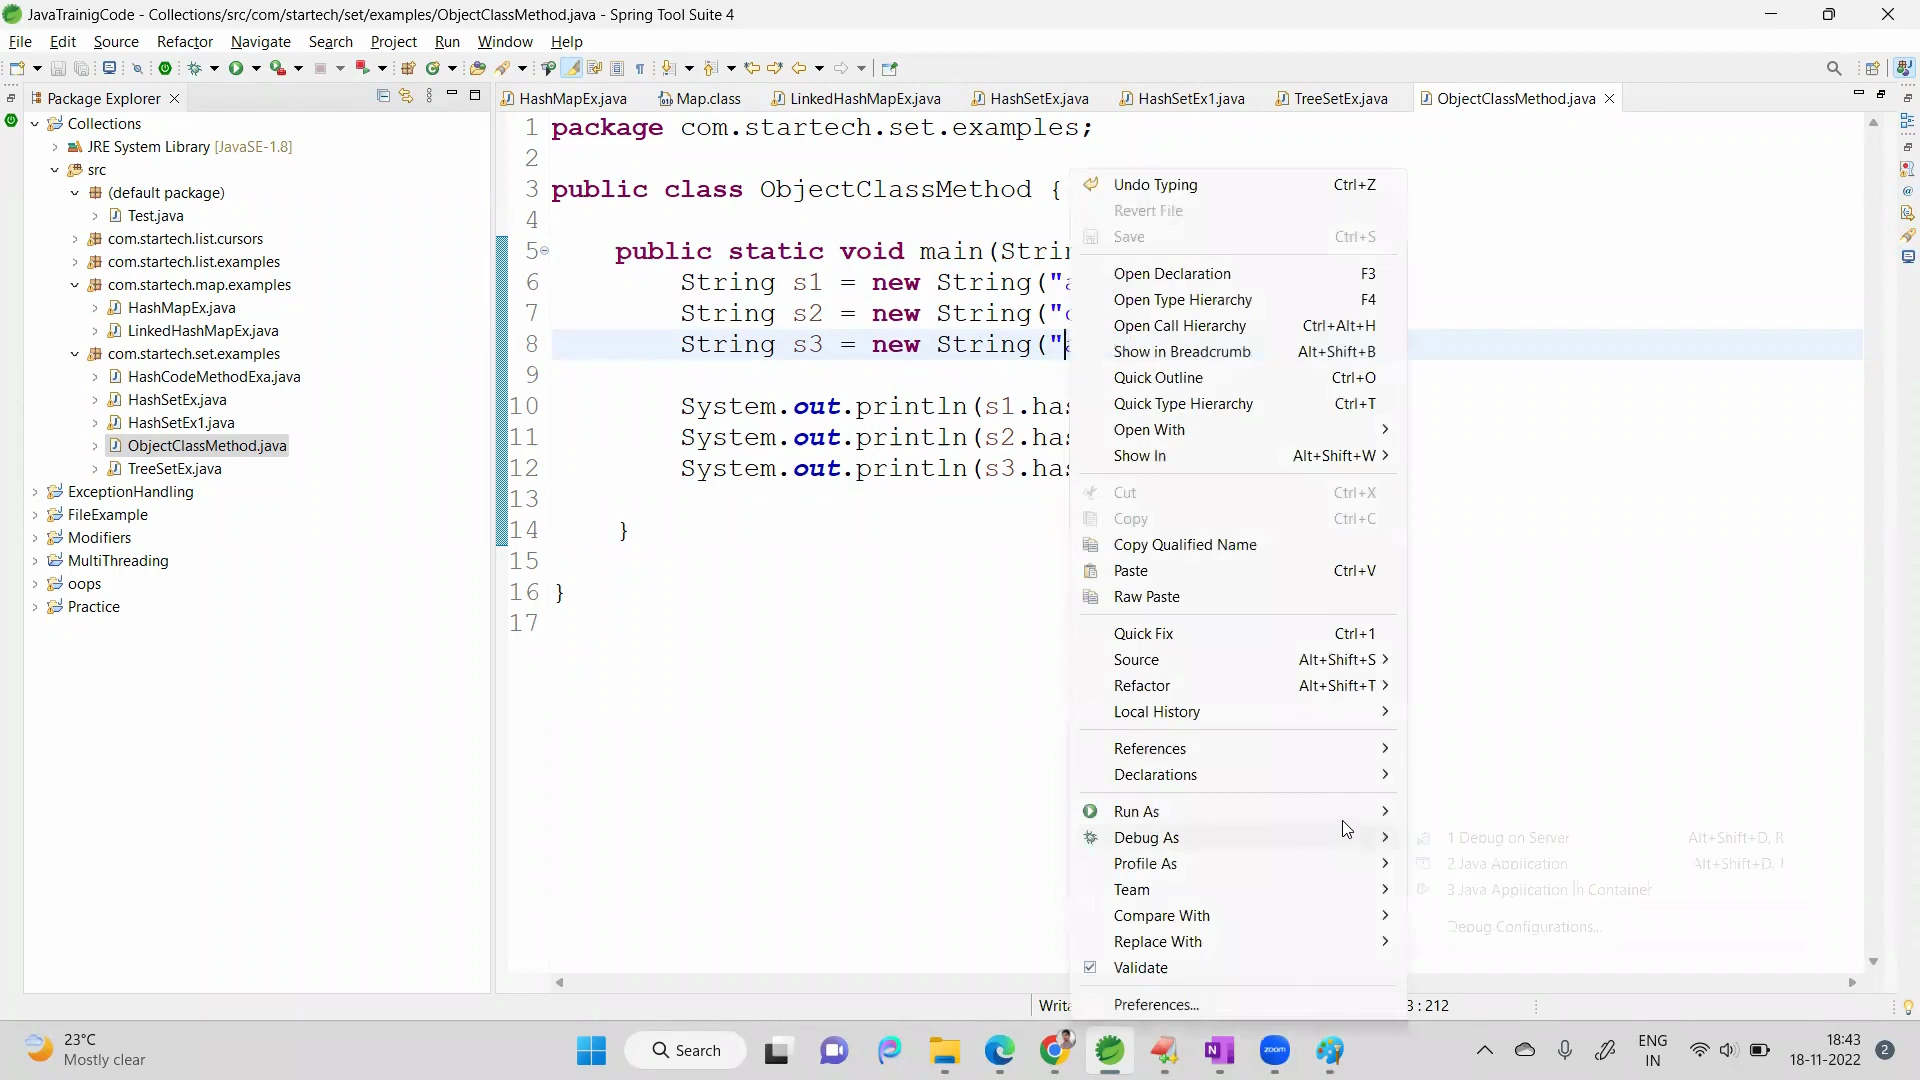 JavaTrainigCode - Collections/src/com/startech/set/examples/ObjectClassMethod.java - Spring Tool Suite 4
File Edit Source Refactor Navigate Search Project Run Window Help
Package Explorer
HashMapEx.java Map.class LinkedHashMapEx.java HashSetEx.java HashSetEx1.java TreeSetEx.java ObjectClassMethod.java
Collections
JRE System Library [JavaSE-1.8]
src
(default package)
Test.java
com.startech.list.cursors
com.startech.list.examples
com.startech.map.examples
HashMapEx.java
LinkedHashMapEx.java
com.startech.set.examples
HashCodeMethodExa.java
HashSetEx.java
HashSetEx1.java
ObjectClassMethod.java
TreeSetEx.java
ExceptionHandling
FileExample
Modifiers
MultiThreading
oops
Practice
1 package com.startech.set.examples;
2
3 public class ObjectClassMethod {
4
5 public static void main(Strin
6 String s1 = new String("a
7 String s2 = new String("
8 String s3 = new String("
9
10 System.out.println(s1.has
11 System.out.println(s2.has
12 System.out.println(s3.has
13
14 }
15
16 }
17
Undo Typing Ctrl+Z
Revert File
Save Ctrl+S
Open Declaration F3
Open Type Hierarchy F4
Open Call Hierarchy Ctrl+Alt+H
Show in Breadcrumb Alt+Shift+B
Quick Outline Ctrl+O
Quick Type Hierarchy Ctrl+T
Open With
Show In Alt+Shift+W
Cut Ctrl+X
Copy Ctrl+C
Copy Qualified Name
Paste Ctrl+V
Raw Paste
Quick Fix Ctrl+1
Source Alt+Shift+S
Refactor Alt+Shift+T
Local History
References
Declarations
Run As
Debug As
Profile As
Team
Compare With
Replace With
Validate
Preferences...
1 Debug on Server Alt+Shift+D, R
2 Java Application Alt+Shift+D, J
3 Java Application in Container
Debug Configurations...
Writa
: 212
23°C
Mostly clear
Search
zoom
ENG
IN
18:43
18-11-2022
2